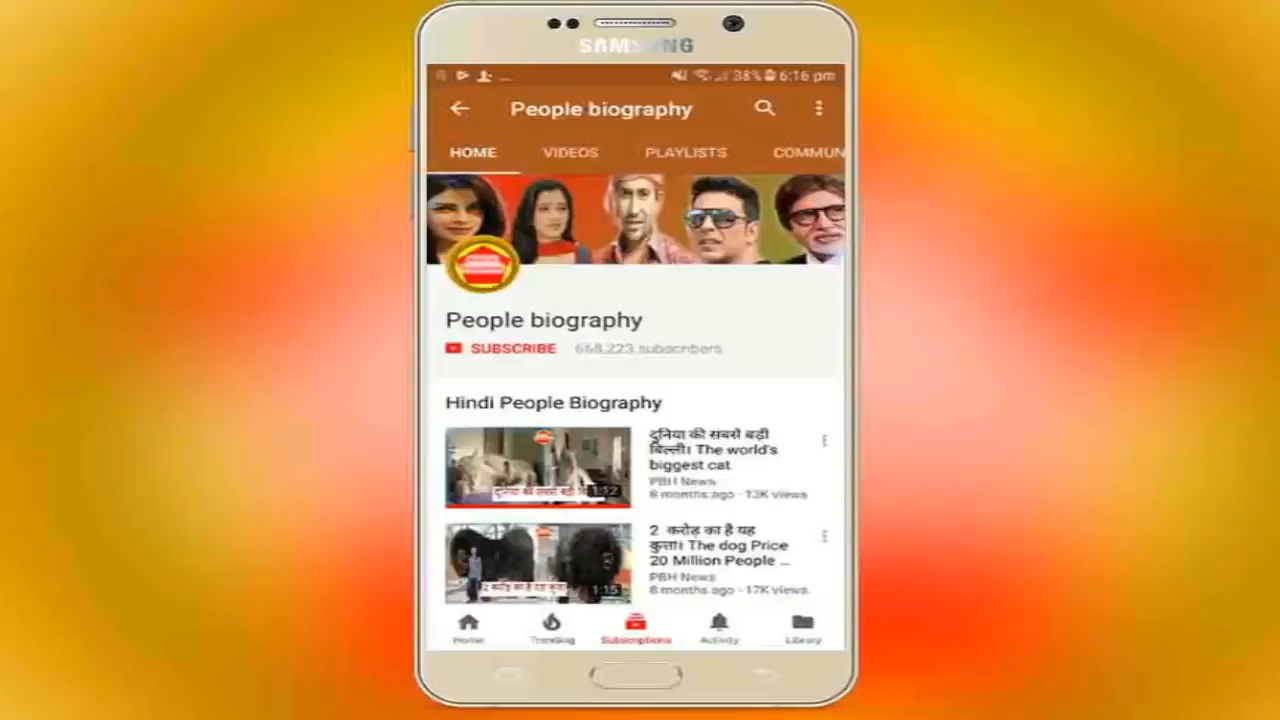 SAMSUNG
38% 6:16 pm
People biography
HOME VIDEOS PLAYLISTS COMMUN
People biography
SUBSCRIBE 668,223 subscribers
Hindi People Biography
दुनिया की सबसे बड़ी
बिल्ली। The world's
biggest cat
PBH News
8 months ago · 13K views
1:12
2 करोड़ का है यह
कुत्ता। The dog Price
20 Million People ...
PBH News
8 months ago · 17K views
2 करोड़ का है यह कुत्ता
1:15
Home Trending Subscriptions Activity Library